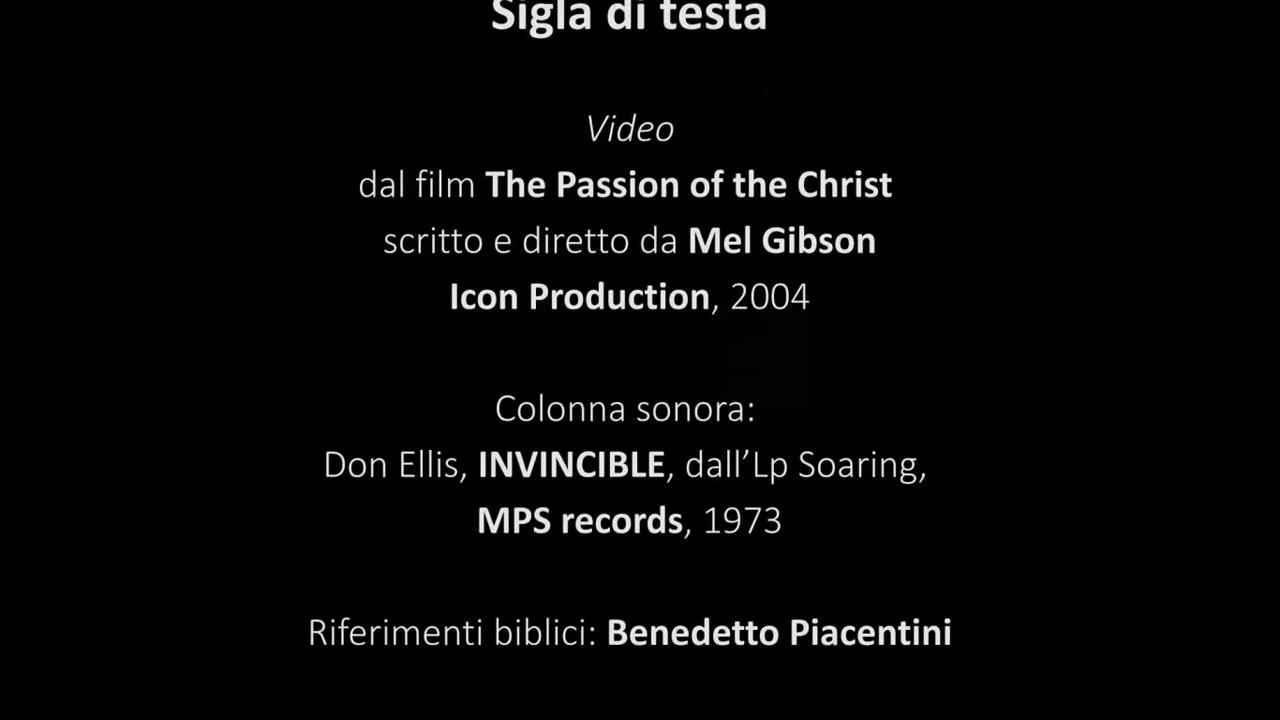 Sigla di testa
Video
dal film The Passion of the Christ
scritto e diretto da Mel Gibson
Icon Production, 2004
Colonna sonora:
Don Ellis, INVINCIBLE, dall’Lp Soaring,
MPS records, 1973
Riferimenti biblici: Benedetto Piacentini